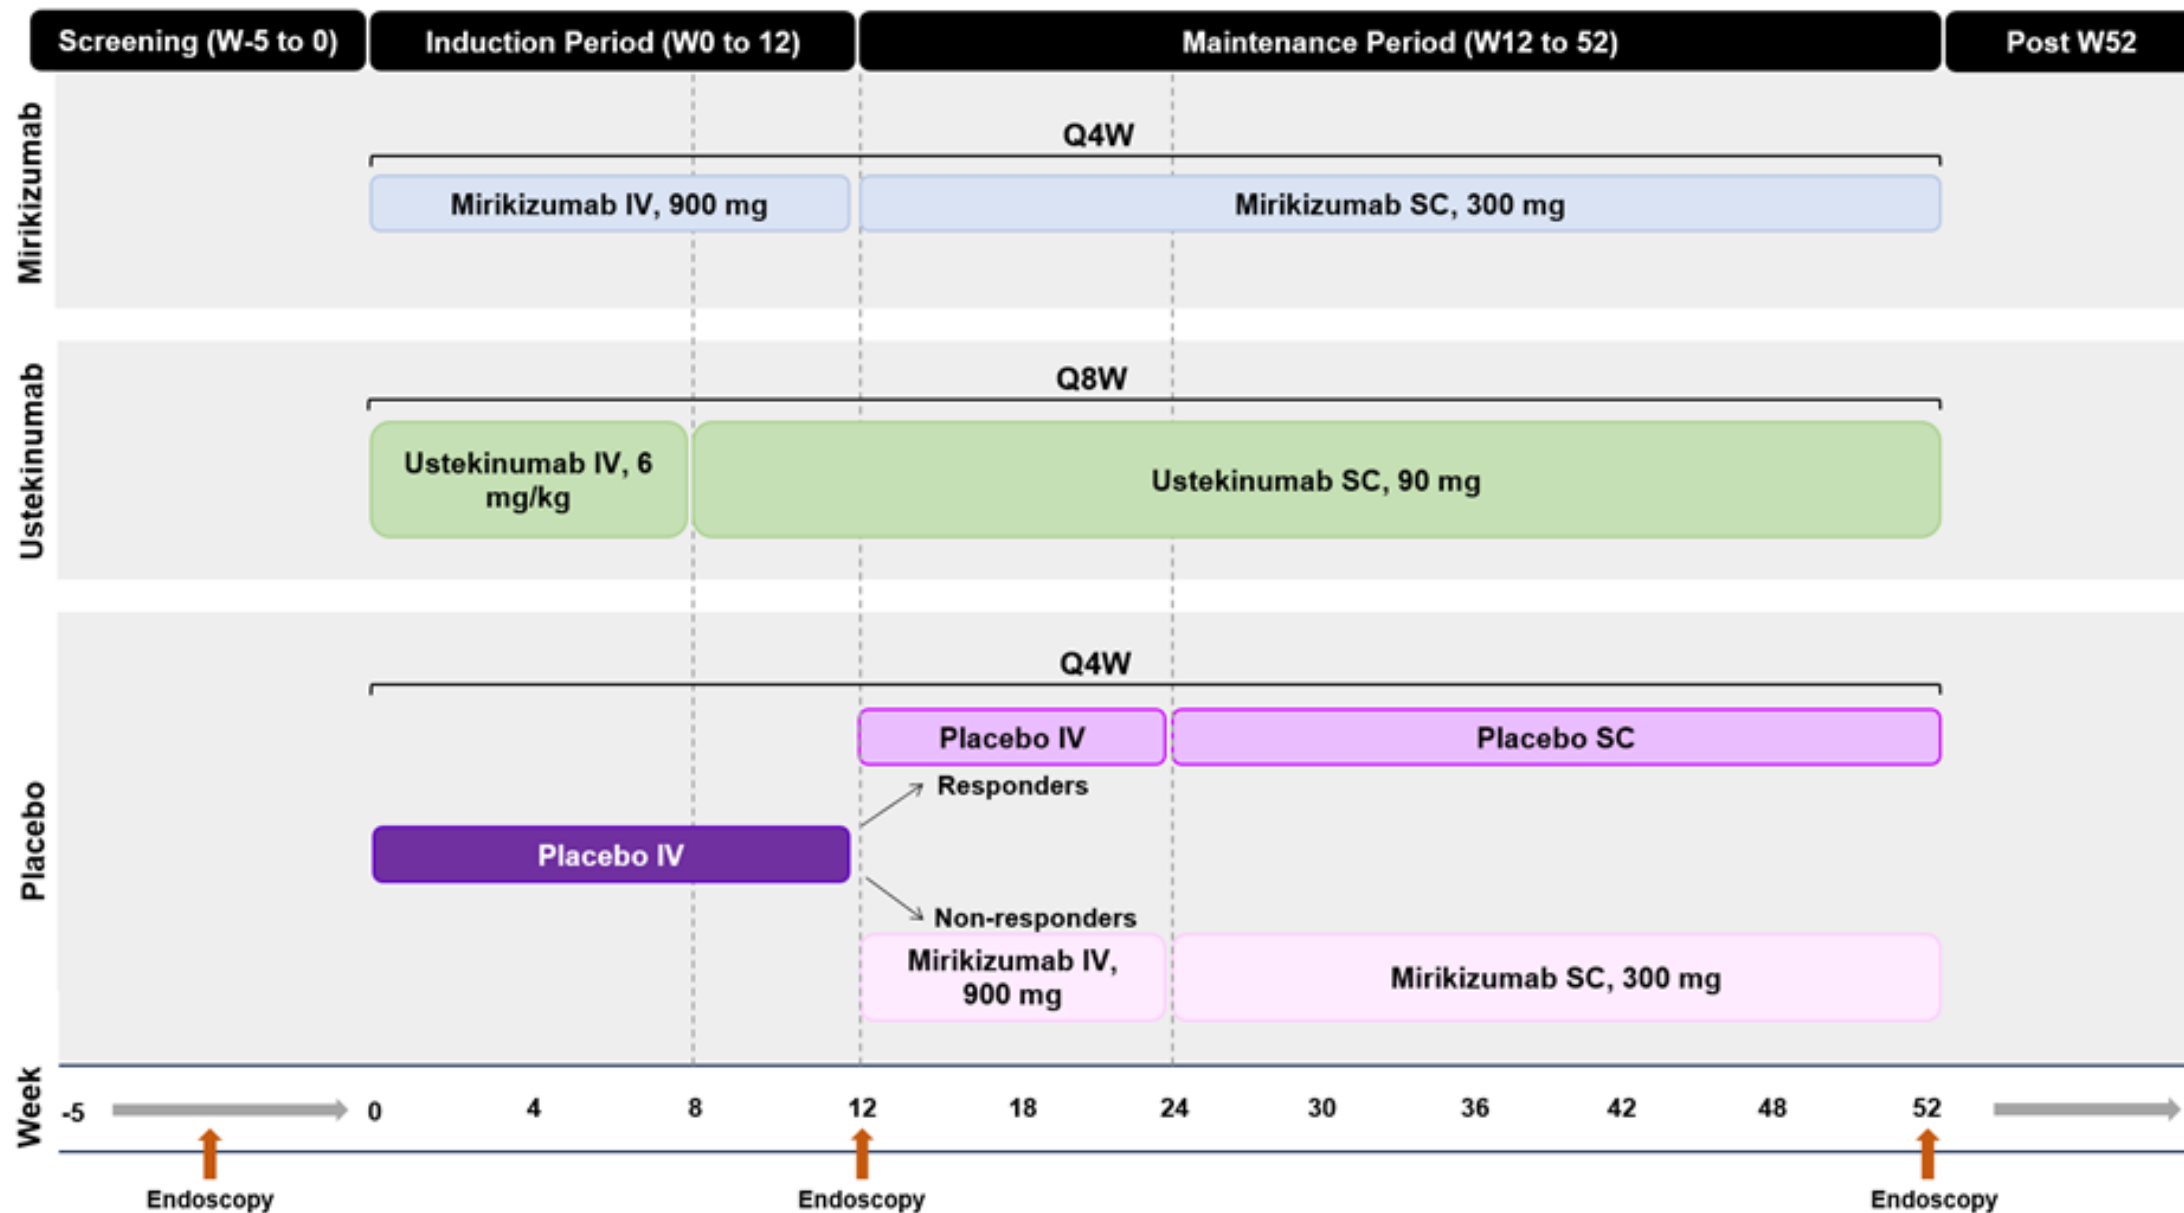 Screening (W-5 to 0)
Induction Period (W0 to 12)
Maintenance Period (W12 to 52)
Post W52
Mirikizumab
Q4W
Mirikizumab IV, 900 mg
Mirikizumab SC, 300 mg
Ustekinumab
Q8W
Ustekinumab IV, 6
mg/kg
Ustekinumab SC, 90 mg
Placebo
Q4W
Placebo IV
Placebo SC
Responders
Placebo IV
Non-responders
Mirikizumab IV,
900 mg
Mirikizumab SC, 300 mg
Week
-5 0 4 8 12 18 24 30 36 42 48 52
Endoscopy
Endoscopy
Endoscopy